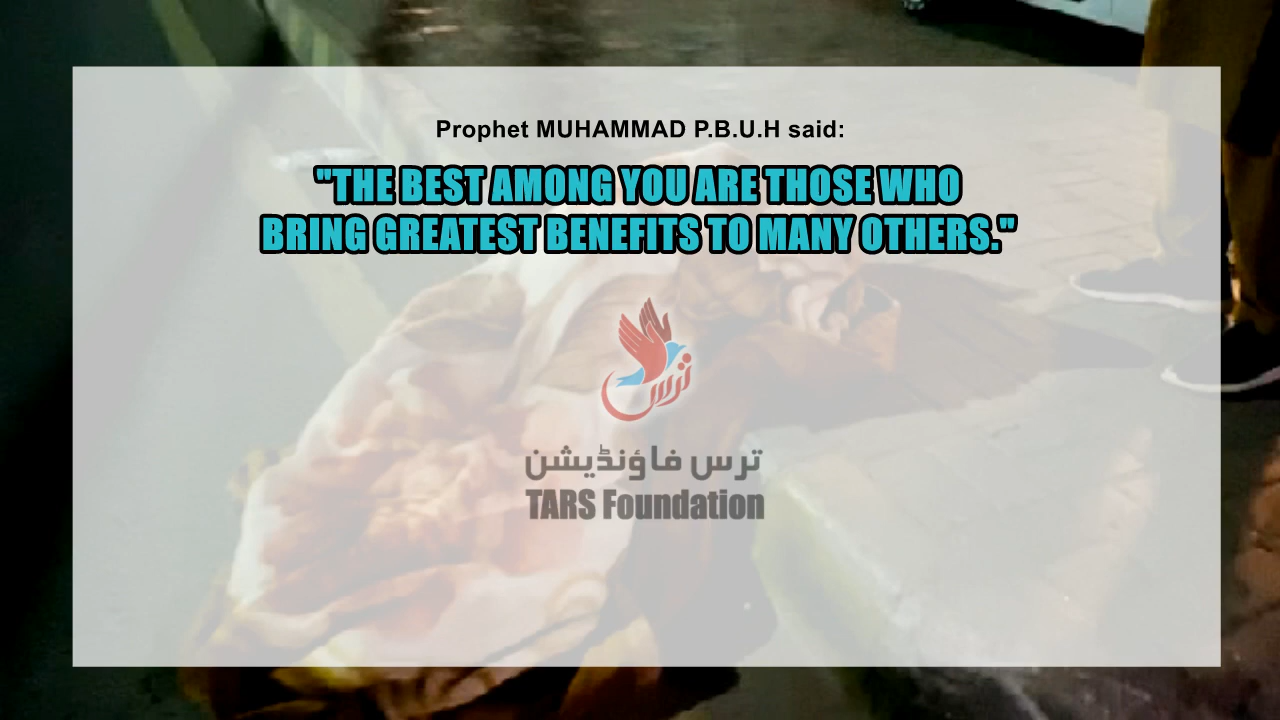 Prophet MUHAMMAD P.B.U.H said:
"THE BEST AMONG YOU ARE THOSE WHO
BRING GREATEST BENEFITS TO MANY OTHERS."
ترس
ترس فاؤنڈیشن
TARS Foundation